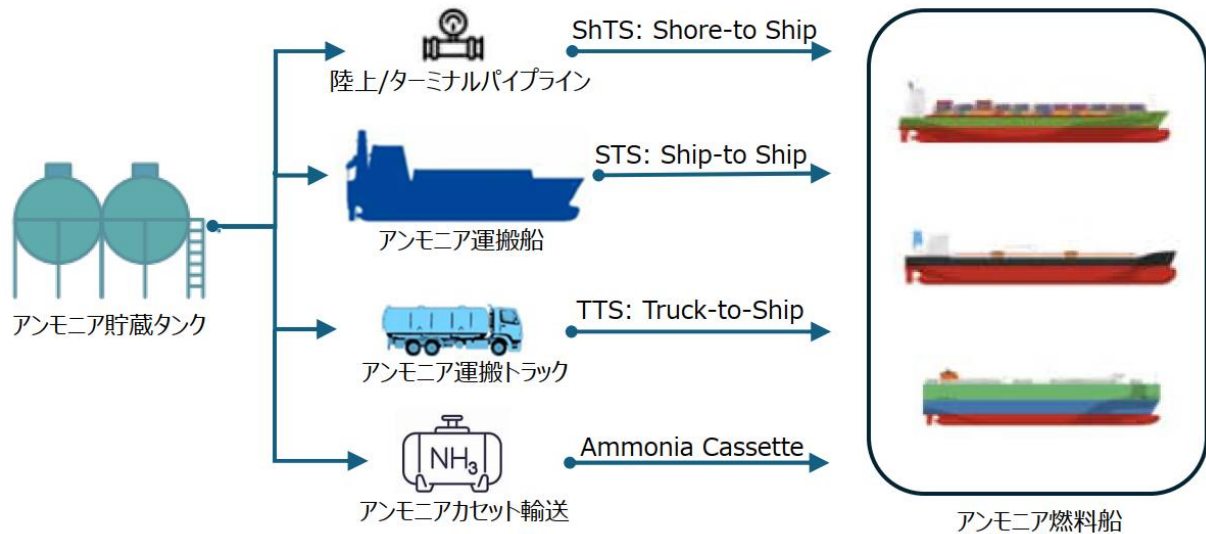 ShTS: Shore-to Ship
陸上/ターミナルパイプライン
STS: Ship-to Ship
アンモニア運搬船
アンモニア貯蔵タンク
TTS: Truck-to-Ship
アンモニア運搬トラック
NH₃
Ammonia Cassette
アンモニアカセット輸送
アンモニア燃料船